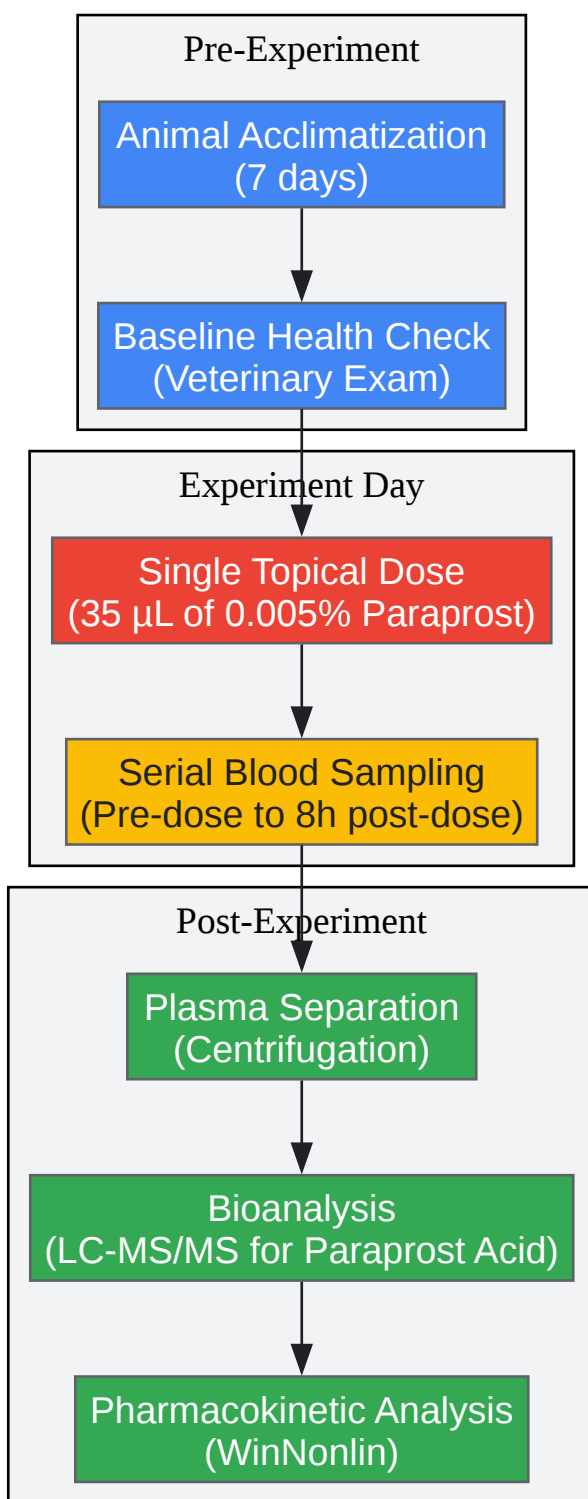 Pre-Experiment
Animal Acclimatization
(7 days)
Baseline Health Check
(Veterinary Exam)
Experiment Day
Single Topical Dose
(35 µL of 0.005% Paraprost)
Serial Blood Sampling
(Pre-dose to 8h post-dose)
Post-Experiment
Plasma Separation
(Centrifugation)
Bioanalysis
(LC-MS/MS for Paraprost Acid)
Pharmacokinetic Analysis
(WinNonlin)